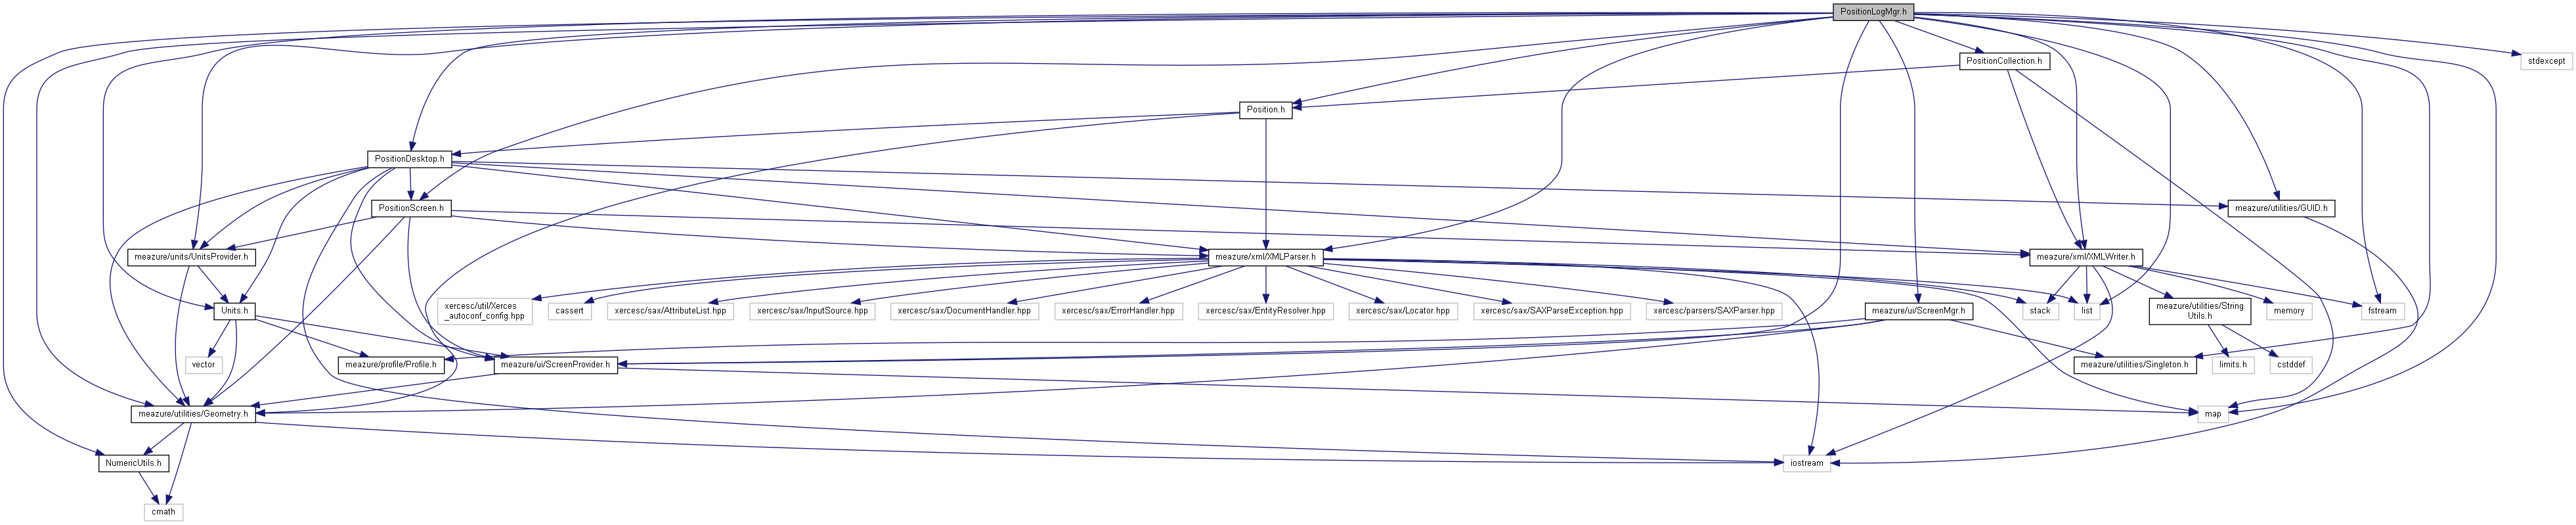 PositionLogMgr.h
PositionCollection.h
stdexcept
Position.h
PositionDesktop.h
PositionScreen.h
meazure/utilities/GUID.h
meazure/units/UnitsProvider.h
meazure/xml/XMLParser.h
meazure/xml/XMLWriter.h
Units.h
xercesc/util/Xerces
_autoconf_config.hpp
cassert
xercesc/sax/AttributeList.hpp
xercesc/sax/InputSource.hpp
xercesc/sax/DocumentHandler.hpp
xercesc/sax/ErrorHandler.hpp
xercesc/sax/EntityResolver.hpp
xercesc/sax/Locator.hpp
xercesc/sax/SAXParseException.hpp
xercesc/parsers/SAXParser.hpp
meazure/ui/ScreenMgr.h
stack
list
meazure/utilities/String
Utils.h
memory
fstream
vector
meazure/profile/Profile.h
meazure/ui/ScreenProvider.h
meazure/utilities/Singleton.h
limits.h
cstddef
meazure/utilities/Geometry.h
map
NumericUtils.h
iostream
cmath